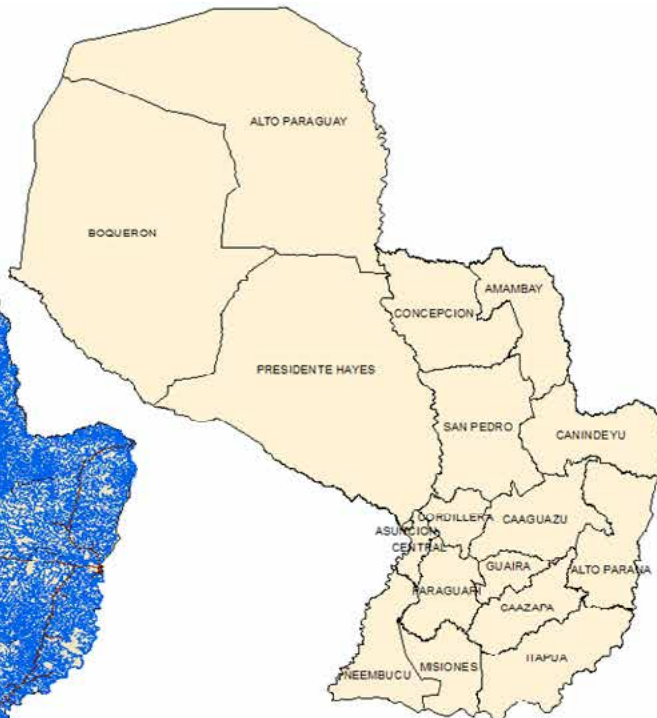 ALTO PARAGUAY
BOQUERON
AMAMBAY
CONCEPCION
PRESIDENTE HAYES
SAN PEDRO
CANINDEYU
CORDILLERA
CAAGUAZU
ASUNCION
CENTRAL
GUAIRA
ALTO PARANA
PARAGUARI
CAAZAPA
ITAPUA
MISIONES
ÑEEMBUCU